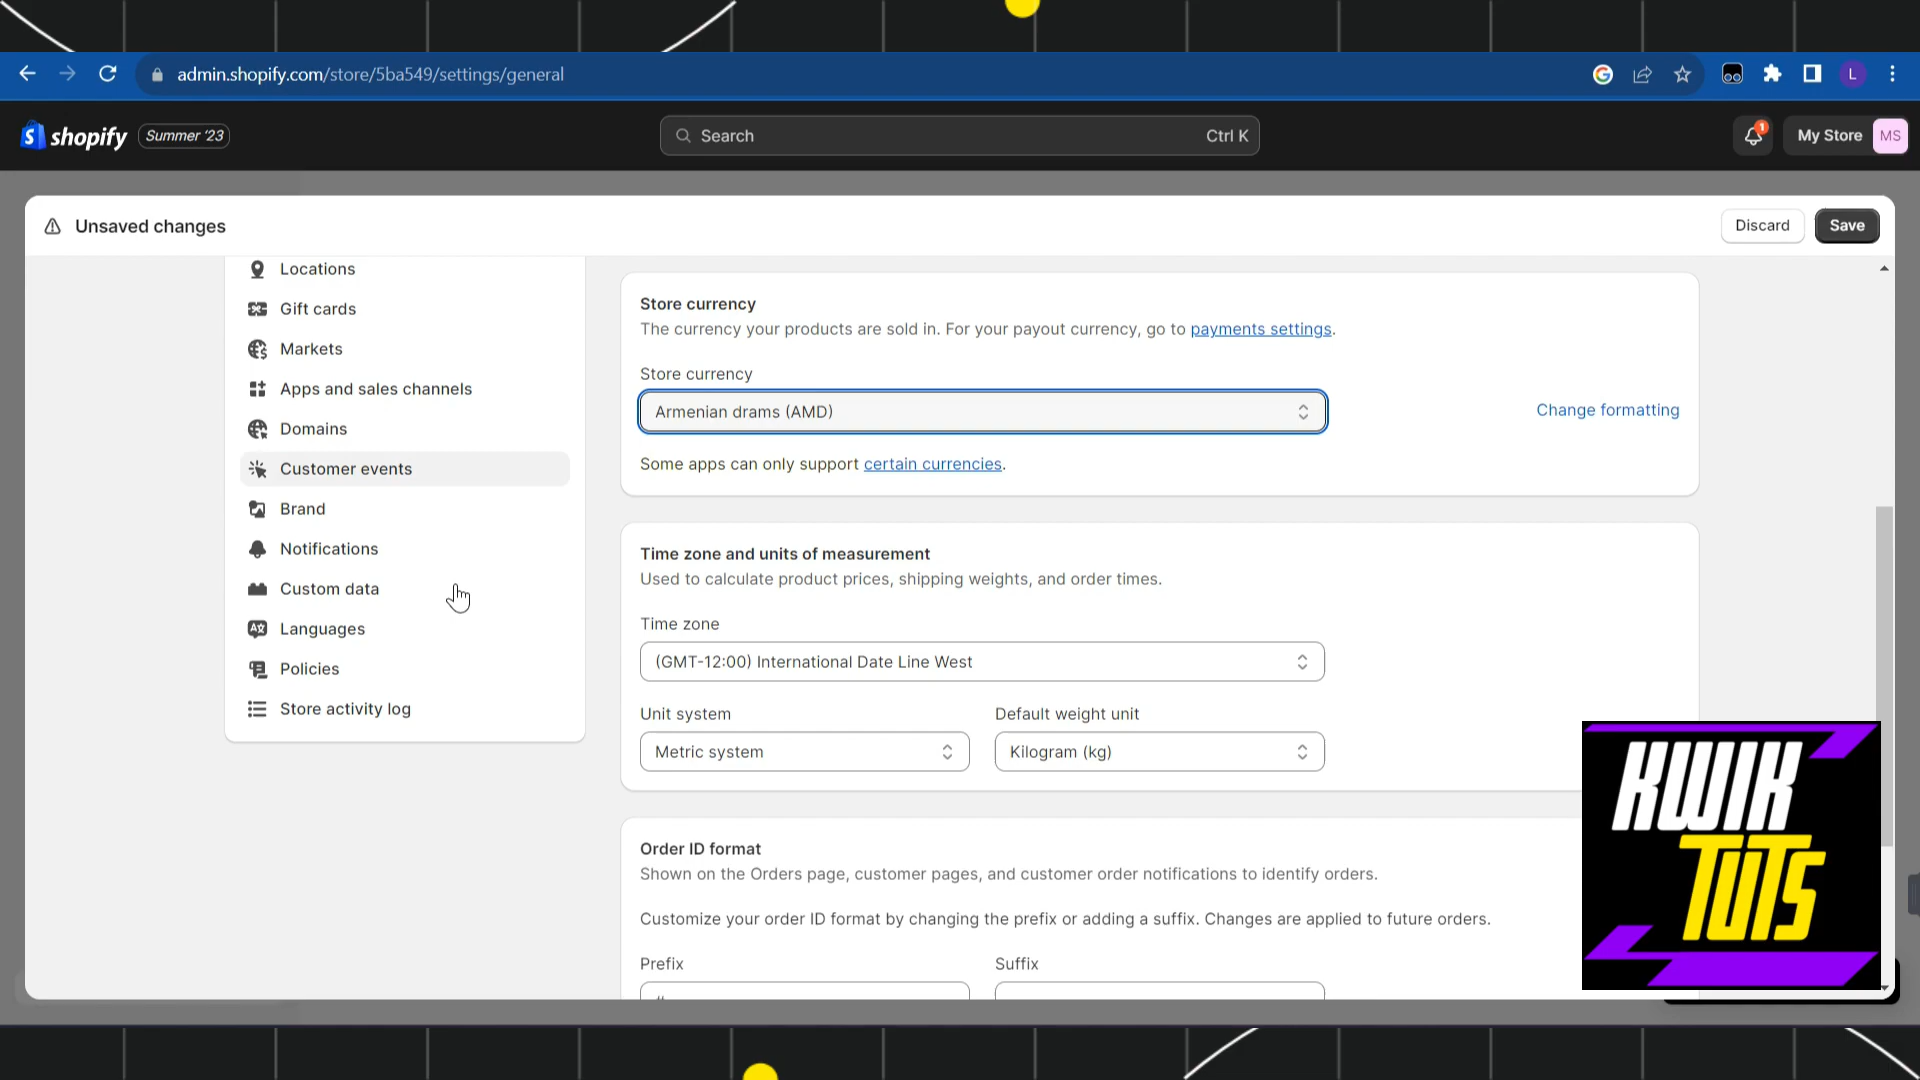 admin.shopify.com/store/5ba549/settings/general
L
shopify
Summer '23
Search
Ctrl K
1
My Store
MS
Unsaved changes
Discard
Save
Locations
Gift cards
Markets
Apps and sales channels
Domains
Customer events
Brand
Notifications
Custom data
Languages
Policies
Store activity log
Store currency
The currency your products are sold in. For your payout currency, go to payments settings.
Store currency
Armenian drams (AMD)
Change formatting
Some apps can only support certain currencies.
Time zone and units of measurement
Used to calculate product prices, shipping weights, and order times.
Time zone
(GMT-12:00) International Date Line West
Unit system
Default weight unit
Metric system
Kilogram (kg)
Order ID format
Shown on the Orders page, customer pages, and customer order notifications to identify orders.
Customize your order ID format by changing the prefix or adding a suffix. Changes are applied to future orders.
Prefix
Suffix
#
KWIK
TUTS